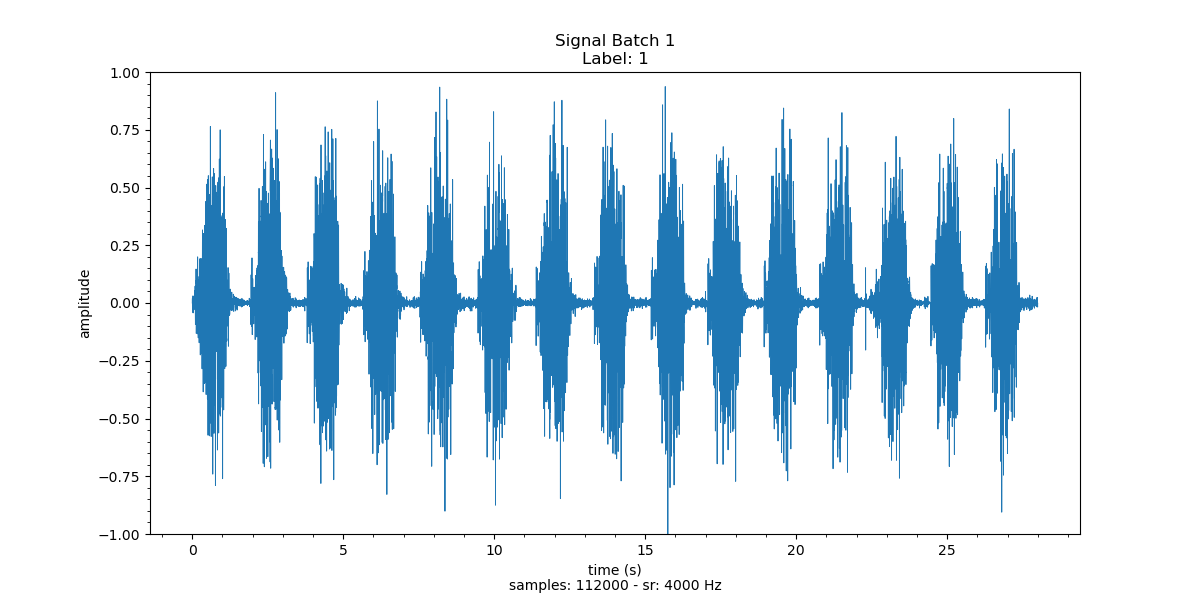 Signal Batch 1
Label: 1
1.00
0.75
0.50
0.25
0.00
−0.25
−0.50
−0.75
−1.00
amplitude
0 5 10 15 20 25
time (s)
samples: 112000 - sr: 4000 Hz